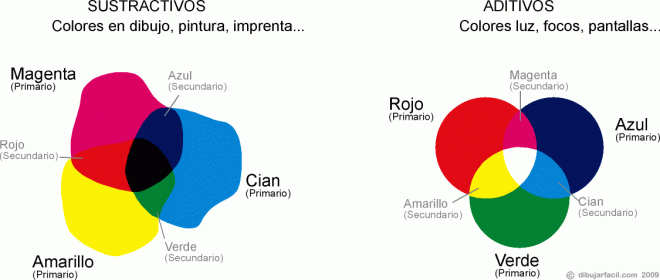 SUSTRACTIVOS
Colores en dibujo, pintura, imprenta...
Magenta
(Primario)
Azul
(Secundario)
Rojo
(Secundario)
Cian
(Primario)
Verde
(Secundario)
Amarillo
(Primario)
ADITIVOS
Colores luz, focos, pantallas...
Magenta
(Secundario)
Rojo
(Primario)
Azul
(Primario)
Amarillo
(Secundario)
Cian
(Secundario)
Verde
(Primario)
© dibujarfacil.com 2009